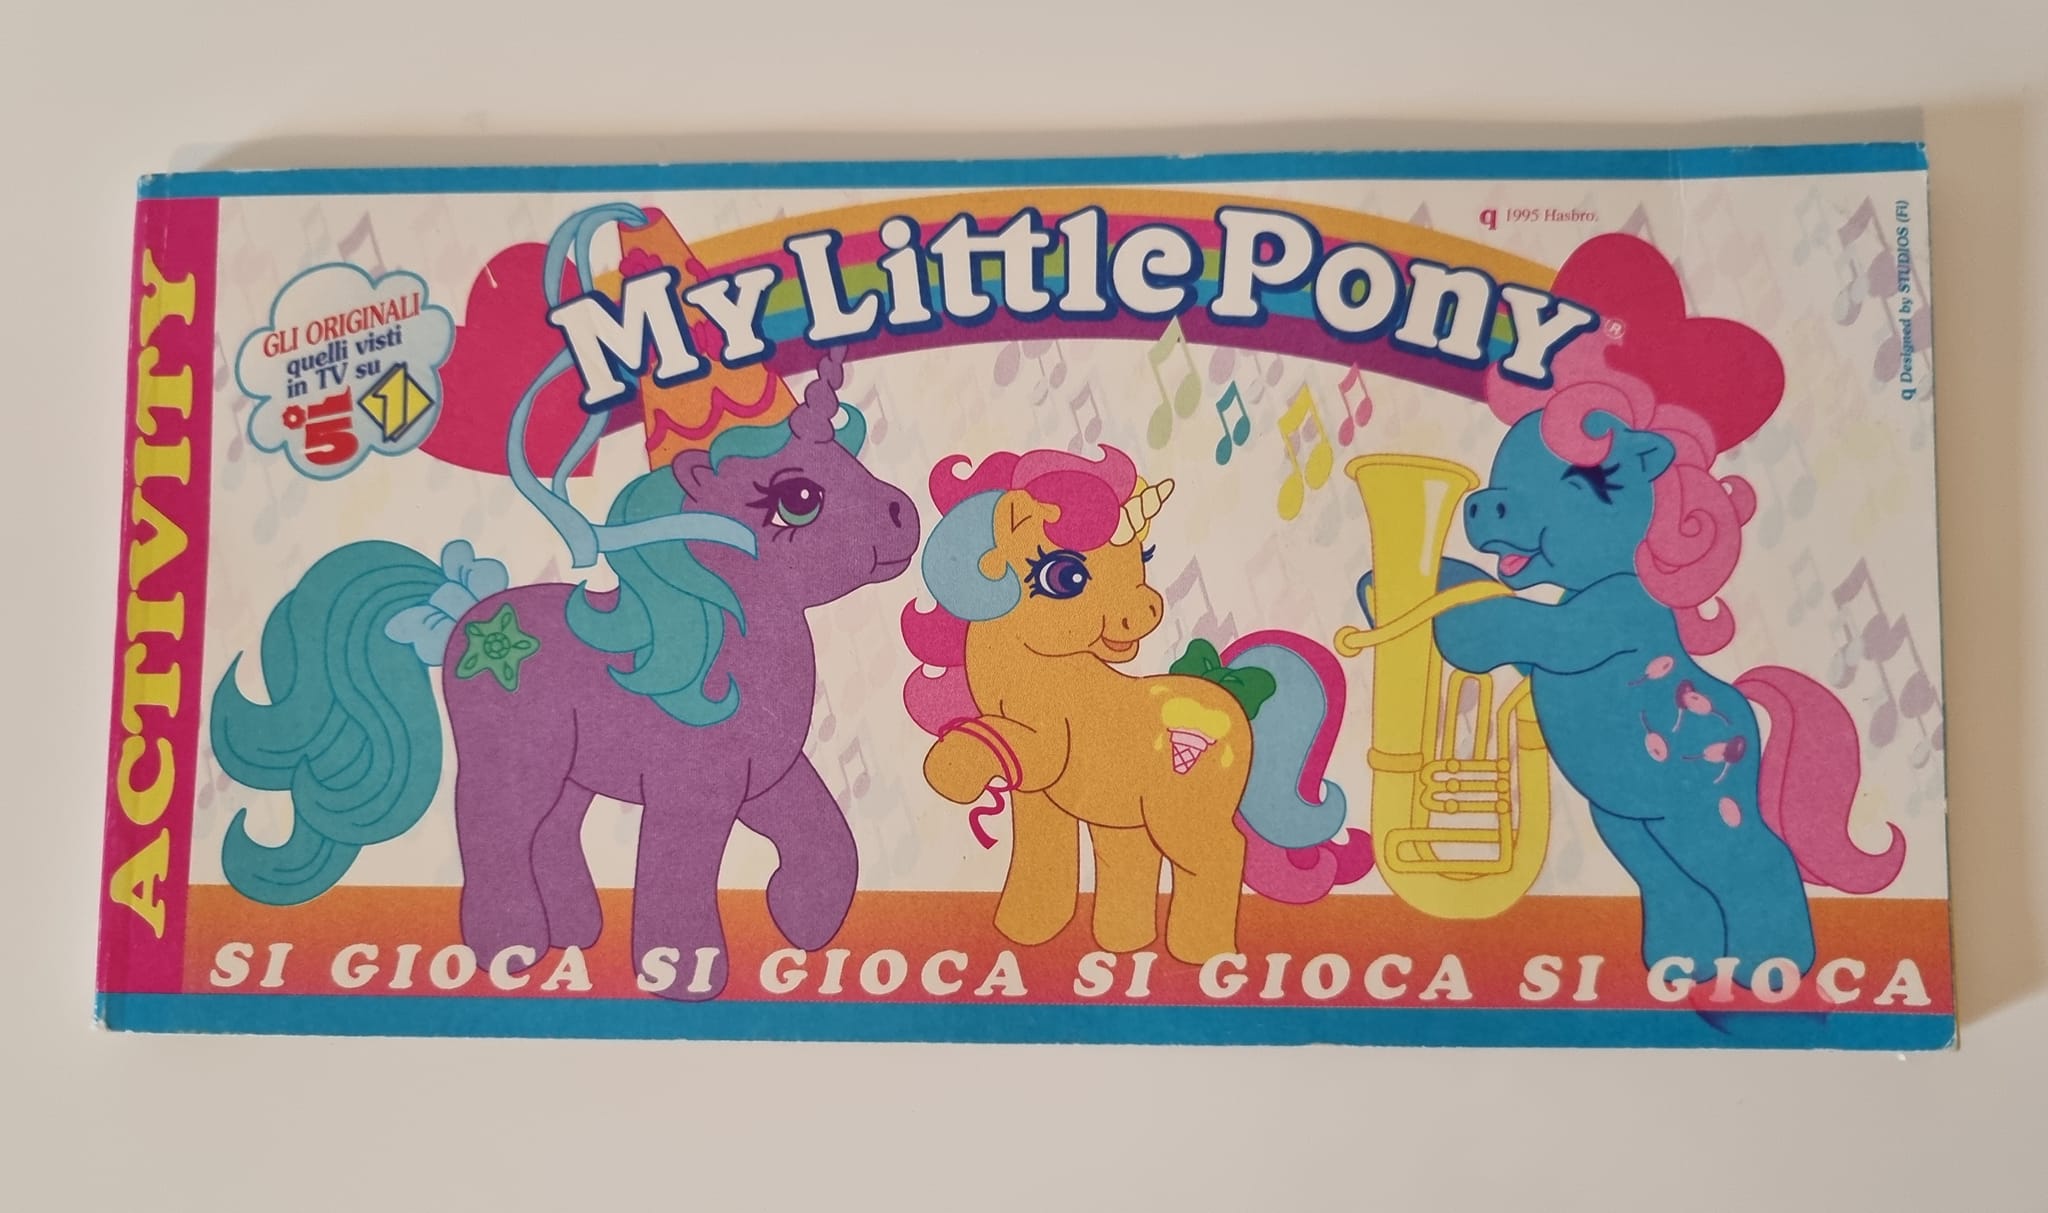 ACTIVITY
GLI ORIGINALI
quelli visti
in TV su
5 1
My Little Pony ®
q 1995 Hasbro.
q Designed by STUDIOS (FI)
SI GIOCA SI GIOCA SI GIOCA SI GIOCA